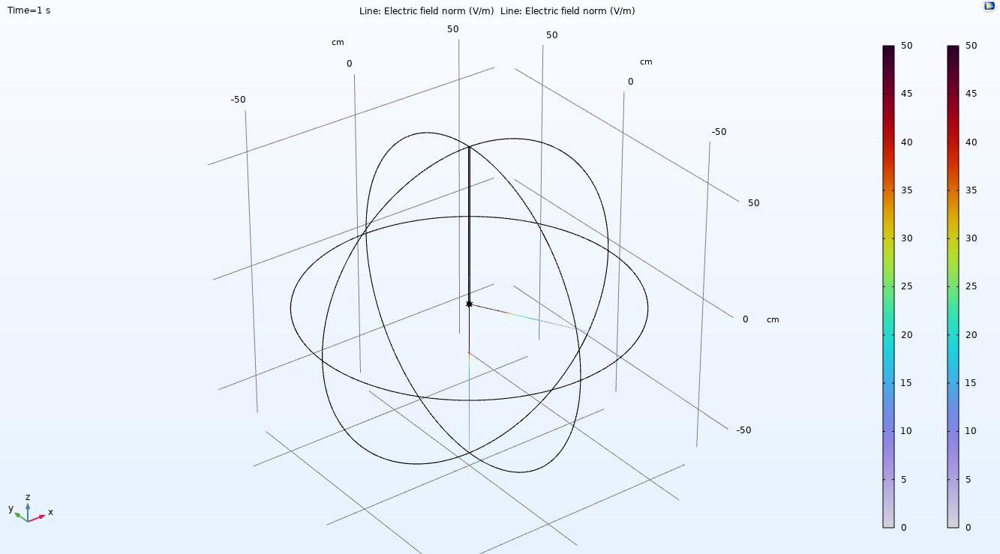 Time=1 s
Line: Electric field norm (V/m) Line: Electric field norm (V/m)
50
50
cm
0
cm
0
-50
-50
50
0 cm
-50
50 50
45 45
40 40
35 35
30 30
25 25
20 20
15 15
10 10
5 5
0 0
z
y
x